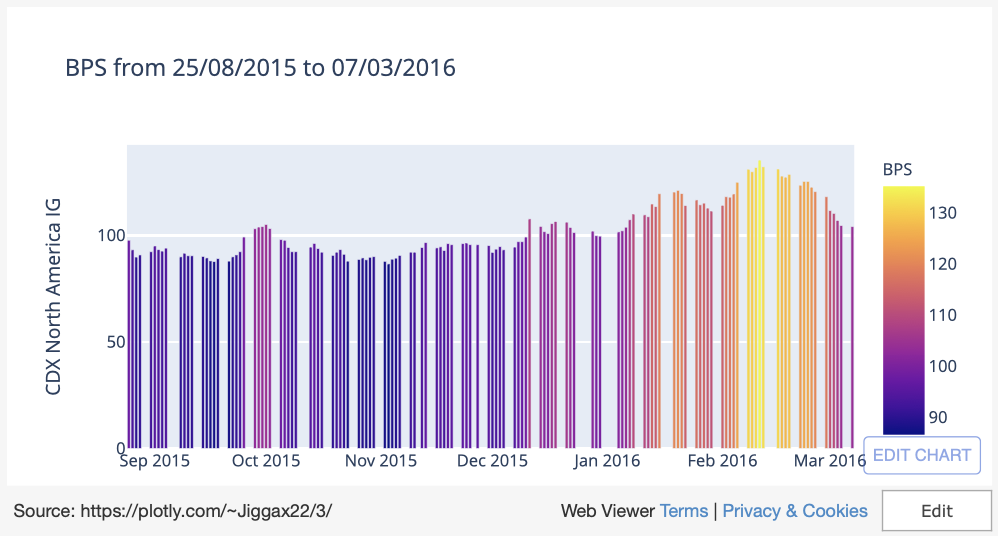 BPS from 25/08/2015 to 07/03/2016
BPS
CDX North America IG
100
50
0
130
120
110
100
90
Sep 2015 Oct 2015 Nov 2015 Dec 2015 Jan 2016 Feb 2016 Mar 2016
EDIT CHART
Source: https://plotly.com/~Jiggax22/3/
Web Viewer Terms | Privacy & Cookies
Edit